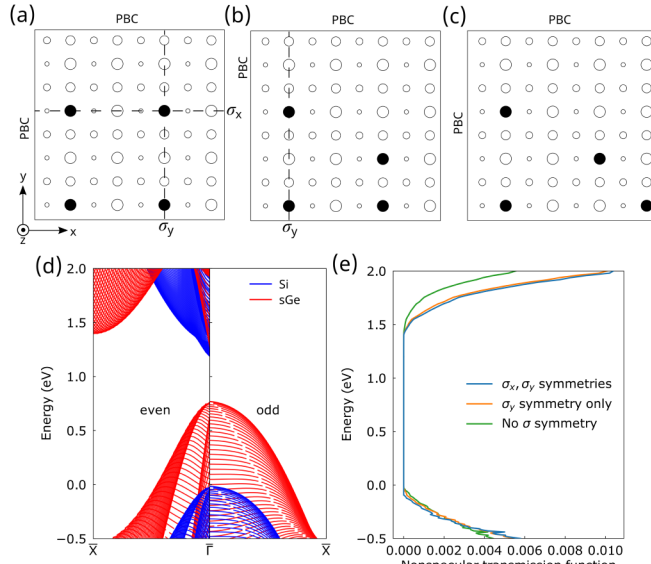 (a)
PBC
(b)
PBC
(c)
PBC
PBC
PBC
PBC
σx
y
z
x
σy
σy
(d)
(e)
2.0
1.5
1.0
0.5
0.0
−0.5
Energy (eV)
Si
sGe
even
odd
X̅
Γ̅
X̅
2.0
1.5
1.0
0.5
0.0
−0.5
Energy (eV)
σx, σy symmetries
σy symmetry only
No σ symmetry
0.000 0.002 0.004 0.006 0.008 0.010
Nonspecular transmission function